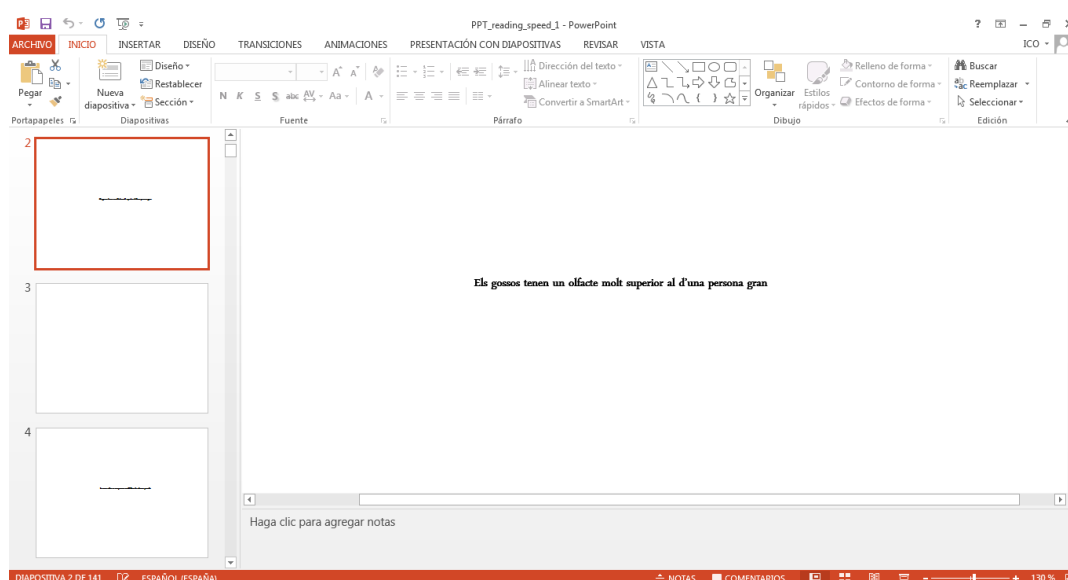 PPT_reading_speed_1 - PowerPoint
ARCHIVO INICIO INSERTAR DISEÑO TRANSICIONES ANIMACIONES PRESENTACIÓN CON DIAPOSITIVAS REVISAR VISTA ICO
Pegar
Nueva diapositiva
Diseño
Restablecer
Sección
N K S S abc AV Aa A A A
Dirección del texto
Alinear texto
Convertir a SmartArt
Organizar
Estilos rápidos
Relleno de forma
Contorno de forma
Efectos de forma
Buscar
Reemplazar
Seleccionar
Portapapeles Diapositivas Fuente Párrafo Dibujo Edición
2
3
4
Els gossos tenen un olfacte molt superior al d'una persona gran
Haga clic para agregar notas
DIAPOSITIVA 2 DE 141 ESPAÑOL (ESPAÑA) NOTAS COMENTARIOS 130 %